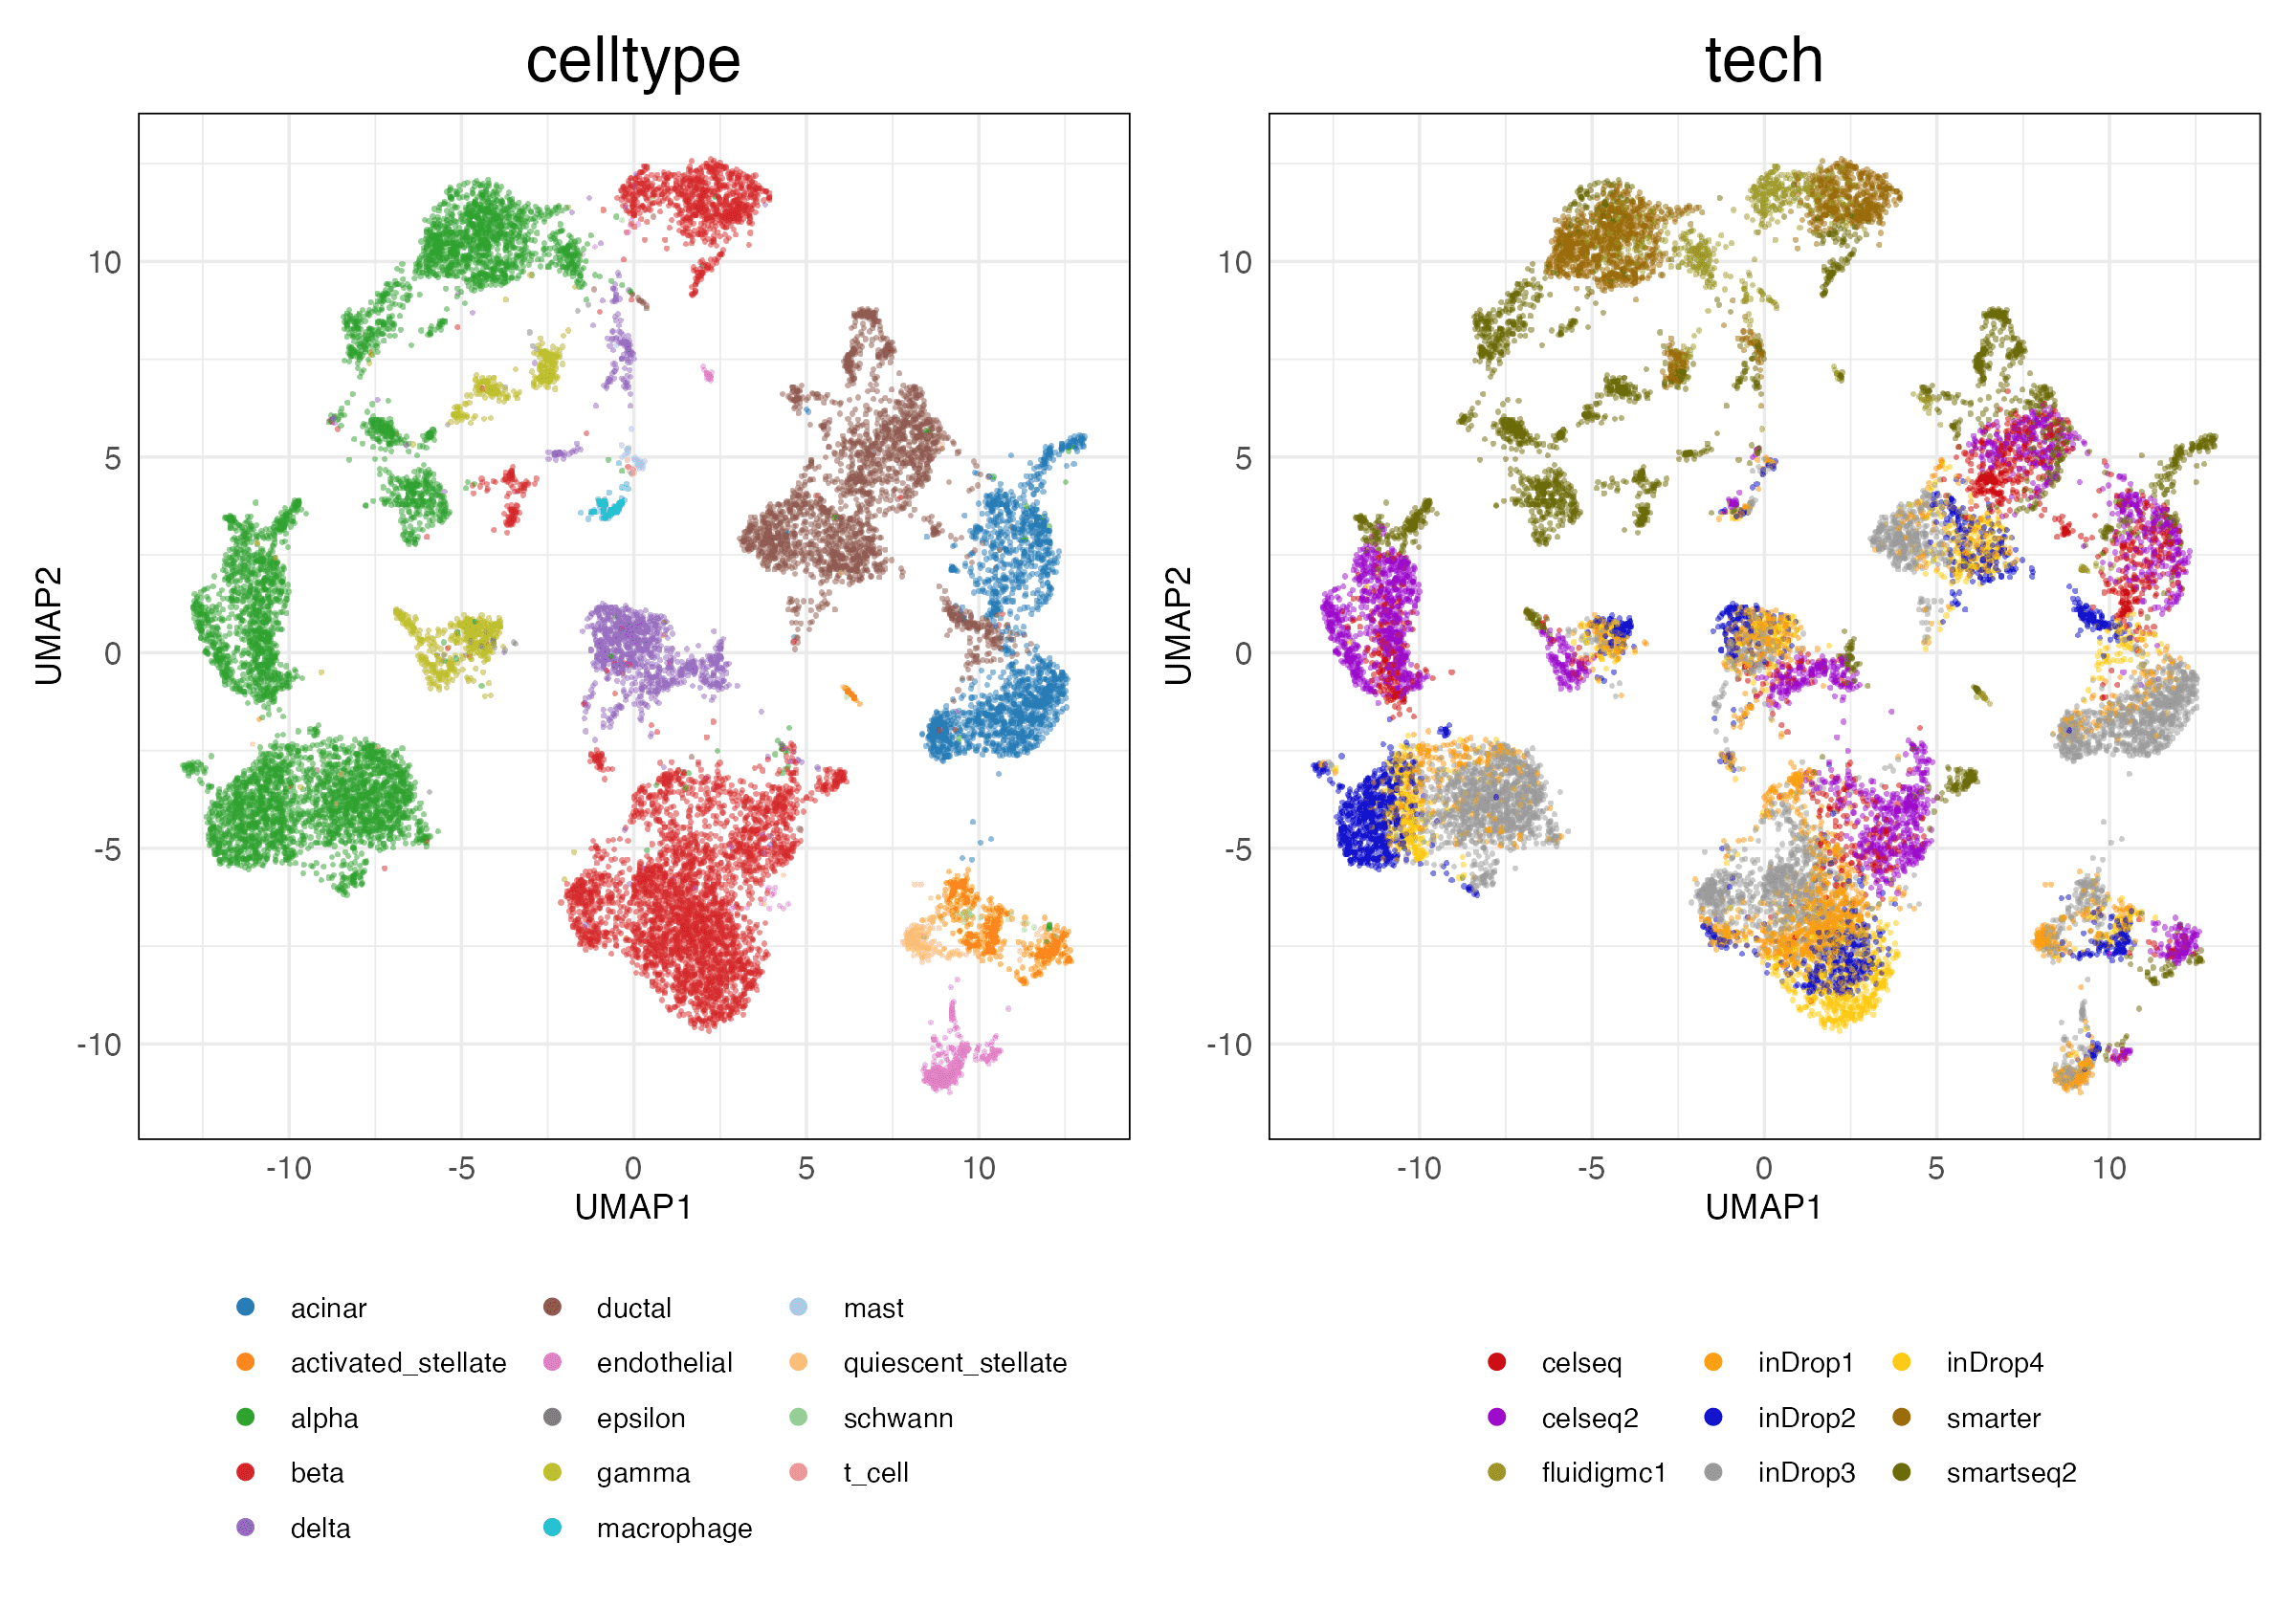 celltype
tech
10
5
0
-5
-10
UMAP2
-10 -5 0 5 10
UMAP1
10
5
0
-5
-10
UMAP2
-10 -5 0 5 10
UMAP1
acinar ductal mast
activated_stellate endothelial quiescent_stellate
alpha epsilon schwann
beta gamma t_cell
delta macrophage
celseq inDrop1 inDrop4
celseq2 inDrop2 smarter
fluidigmc1 inDrop3 smartseq2